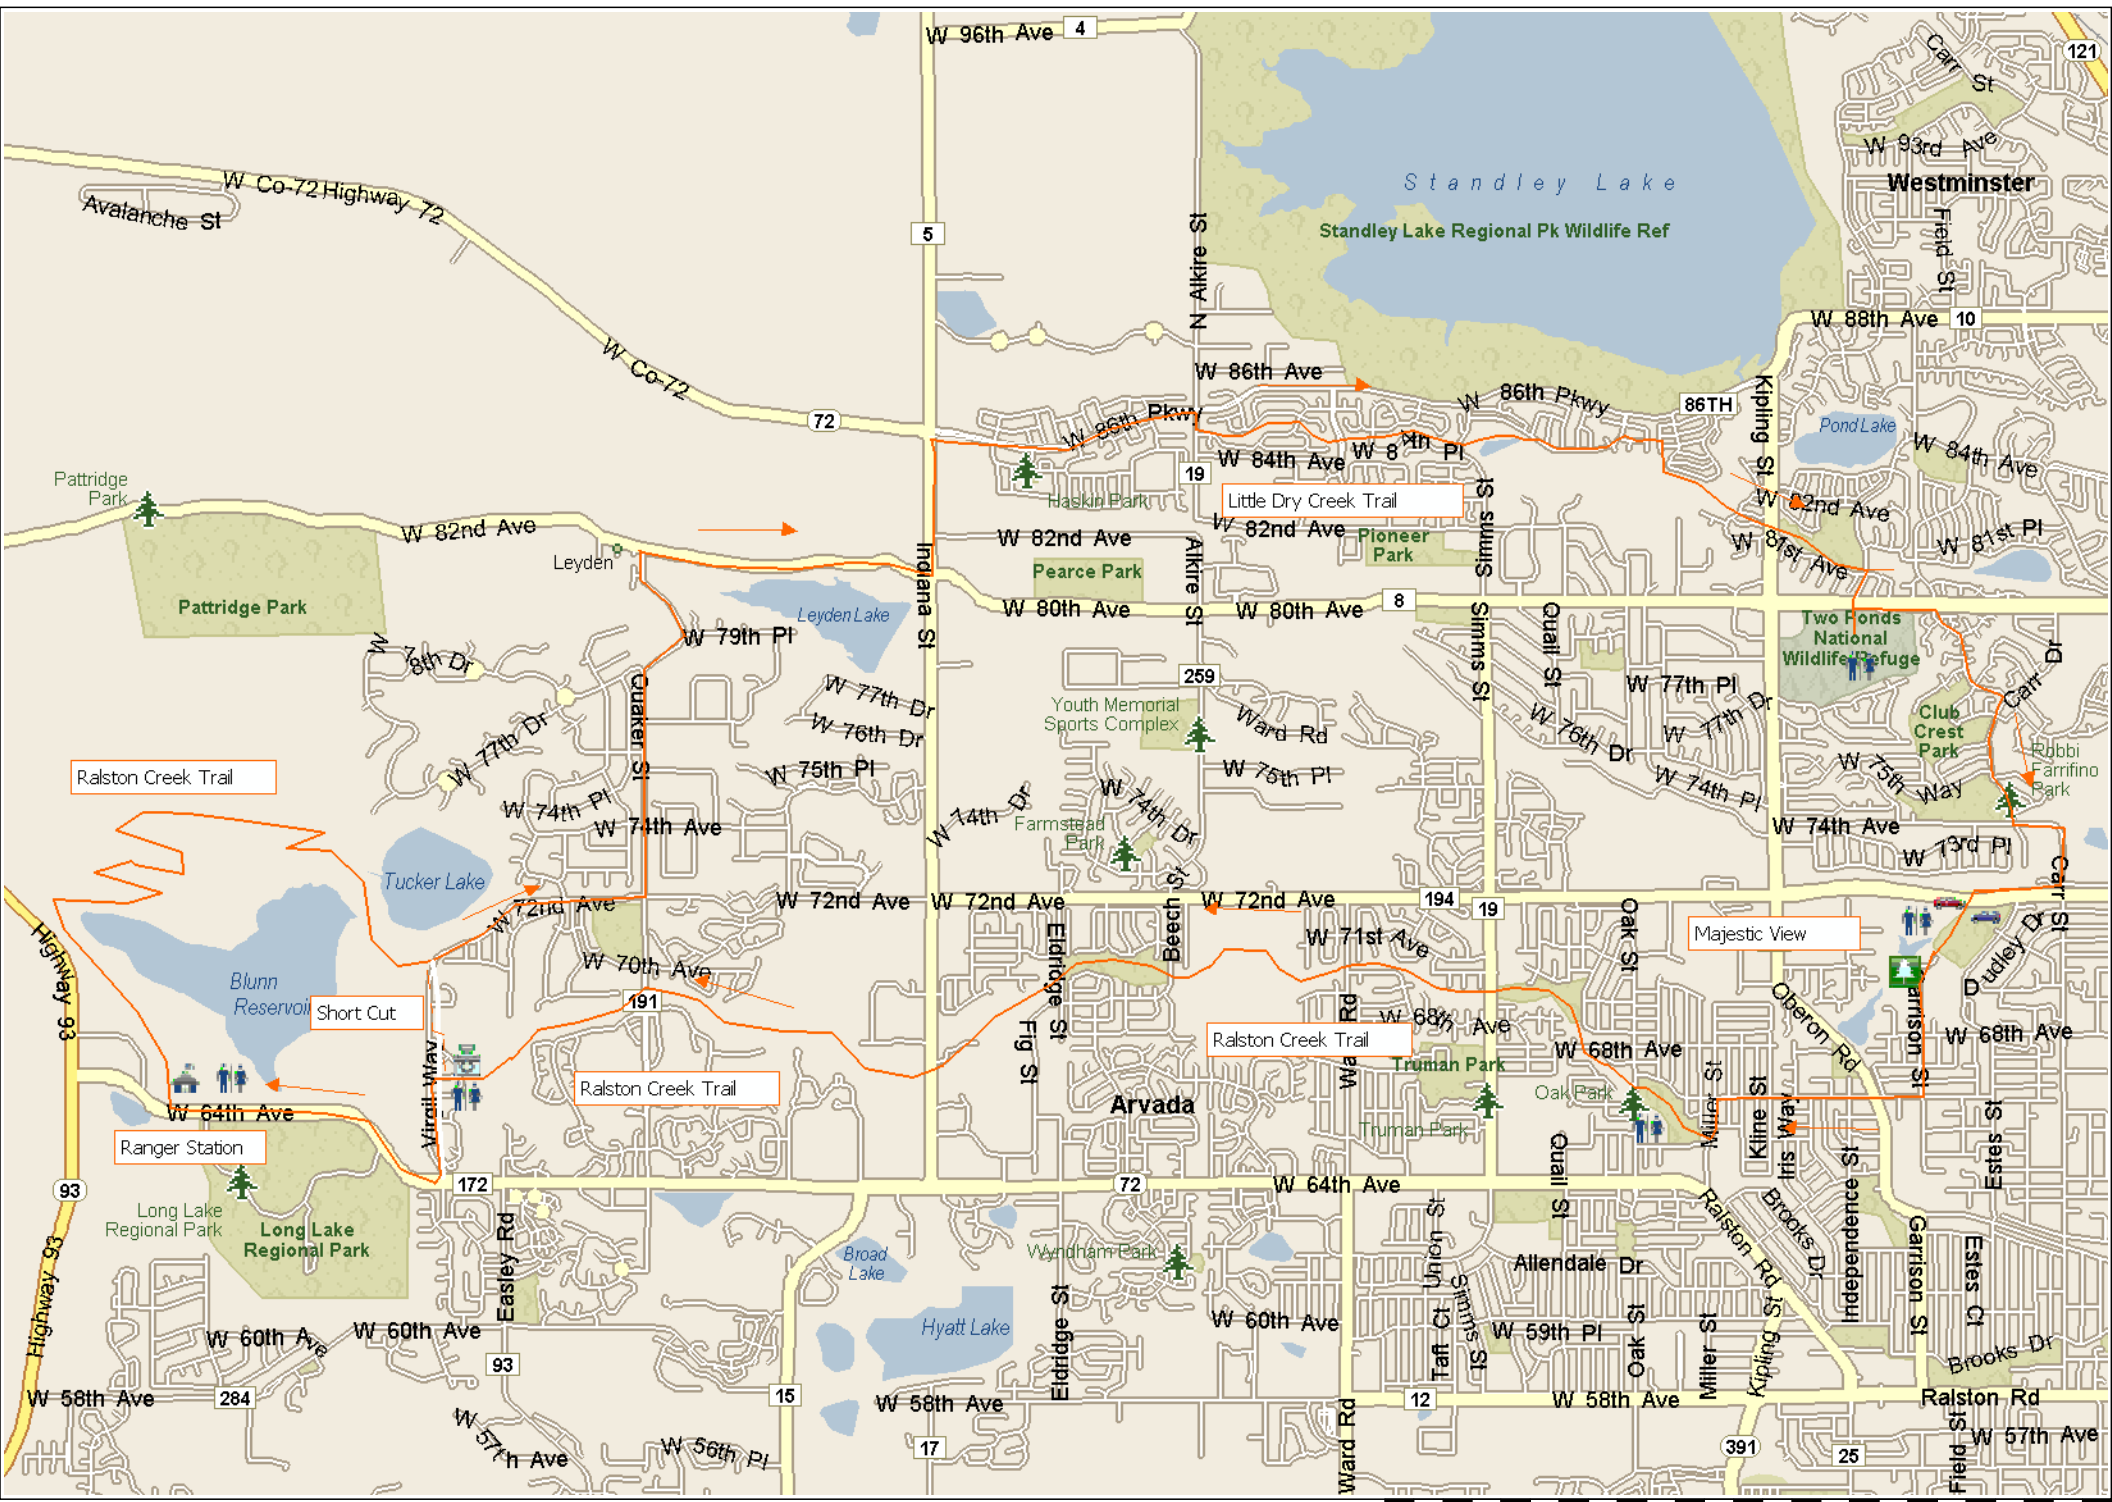 W 96th Ave 4
121
Carr St
W 93rd Ave
Westminster
Field St
Standley Lake
Standley Lake Regional Pk Wildlife Ref
W Co-72 Highway 72
Avalanche St
5
N Alkire St
W 88th Ave 10
W Co-72
72
W 86th Ave
W 86th Pkwy
W 86th Pkwy
86TH
Kipling St
Pond Lake
W 84th Ave
W 84th Ave
19
Haskin Park
Little Dry Creek Trail
Pattridge
Park
W 82nd Ave
Leyden
Pattridge Park
W 82nd Ave
W 82nd Ave
Pioneer
Park
Simms St
W 82nd Ave
W 81st Ave
W 81st Pl
Pearce Park
Alkire St
Indiana St
Leyden Lake
W 80th Ave
W 80th Ave
8
Two Ponds
National
Wildlife Refuge
W 79th Pl
W 78th Dr
Quaker St
W 77th Dr
W 77th Dr
W 76th Dr
W 75th Pl
259
Youth Memorial
Sports Complex
Ward Rd
W 75th Pl
Simms St
Quail St
W 77th Pl
W 77th Dr
W 76th Dr
W 74th Pl
Carr Dr
Club
Crest
Park
Robbi
Farrifino
Park
W 75th Way
W 74th Ave
W 73rd Pl
Carr St
Ralston Creek Trail
W 74th Pl
W 74th Ave
W 14th Dr
Farmstead
Park
W 74th Dr
Tucker Lake
W 72nd Ave
W 72nd Ave
W 72nd Ave
W 72nd Ave
194
19
Beech St
Eldridge St
W 71st Ave
Oak St
Majestic View
Dudley Dr
Garrison St
Highway 93
Blunn
Reservoir
Short Cut
W 70th Ave
191
Fig St
Ralston Creek Trail
Ward Rd
W 68th Ave
W 68th Ave
Oberon Rd
W 68th Ave
Truman Park
Truman Park
Oak Park
Miller St
Kline St
Iris Way
Virgil Way
Ralston Creek Trail
Arvada
W 64th Ave
Ranger Station
93
172
72
W 64th Ave
Long Lake
Regional Park
Long Lake
Regional Park
Easley Rd
Broad
Lake
Wyndham Park
Quail St
Union St
Ralston Rd
Brooks Dr
Independence St
Estes St
Garrison St
Estes Ct
Allendale Dr
Highway 93
Hyatt Lake
Eldridge St
W 60th Ave
W 60th Ave
W 60th Ave
Taft Ct
Simms St
W 59th Pl
Oak St
Miller St
Kipling St
Brooks Dr
93
W 58th Ave
284
15
W 58th Ave
12
W 58th Ave
Ralston Rd
W 57th Ave
W 56th Pl
17
Ward Rd
391
25
Field St
W 57th Ave